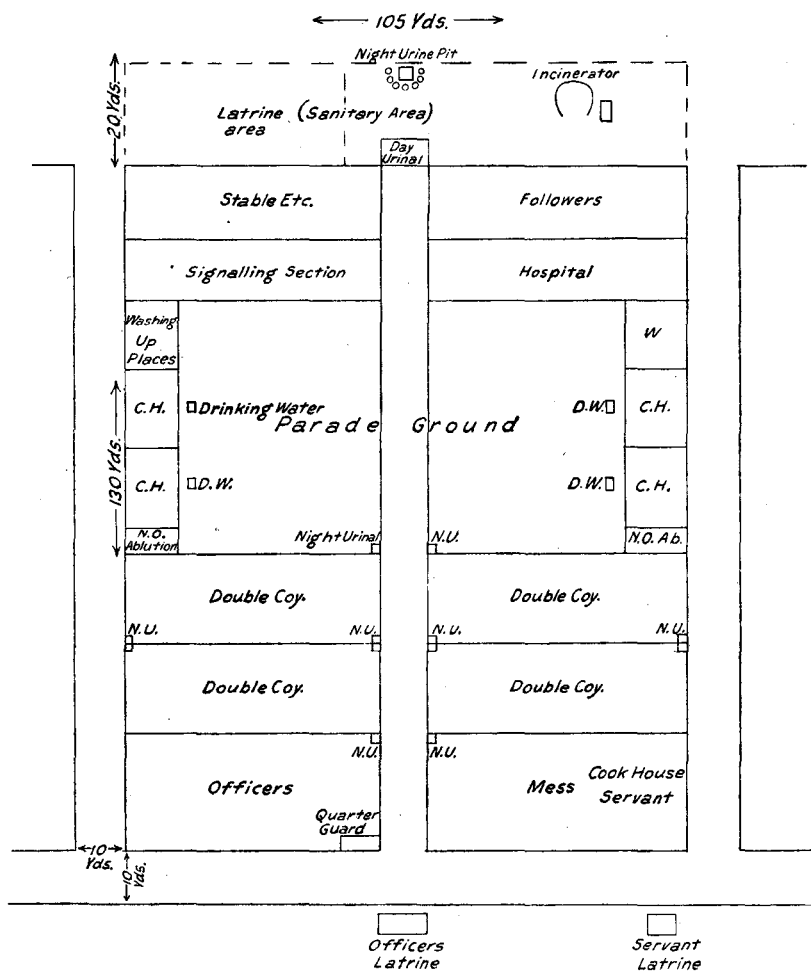 105 Yds.
Night Urine Pit
Incinerator
20 Yds.
Latrine (Sanitary Area)
area
Day
Urinal
Stable Etc.
Followers
Signalling Section
Hospital
Washing
Up
Places
W
130 Yds.
C.H.
Drinking Water
D.W.
C.H.
Parade Ground
C.H.
D.W.
D.W.
C.H.
N.O.
Ablution
Night Urinal
N.U.
N.O. Ab.
Double Coy.
Double Coy.
N.U.
N.U.
N.U.
N.U.
Double Coy.
Double Coy.
N.U.
N.U.
Officers
Mess
Cook House
Servant
Quarter
Guard
10
Yds.
10
Yds.
Officers
Latrine
Servant
Latrine